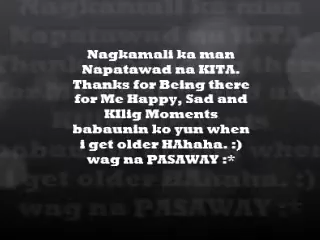 Nagkamali ka man
Napatawad na KITA.
Thanks for Being there
for Me Happy, Sad and
KIlig Moments
babaunin ko yun when
i get older HAhaha. :)
wag na PASAWAY :*